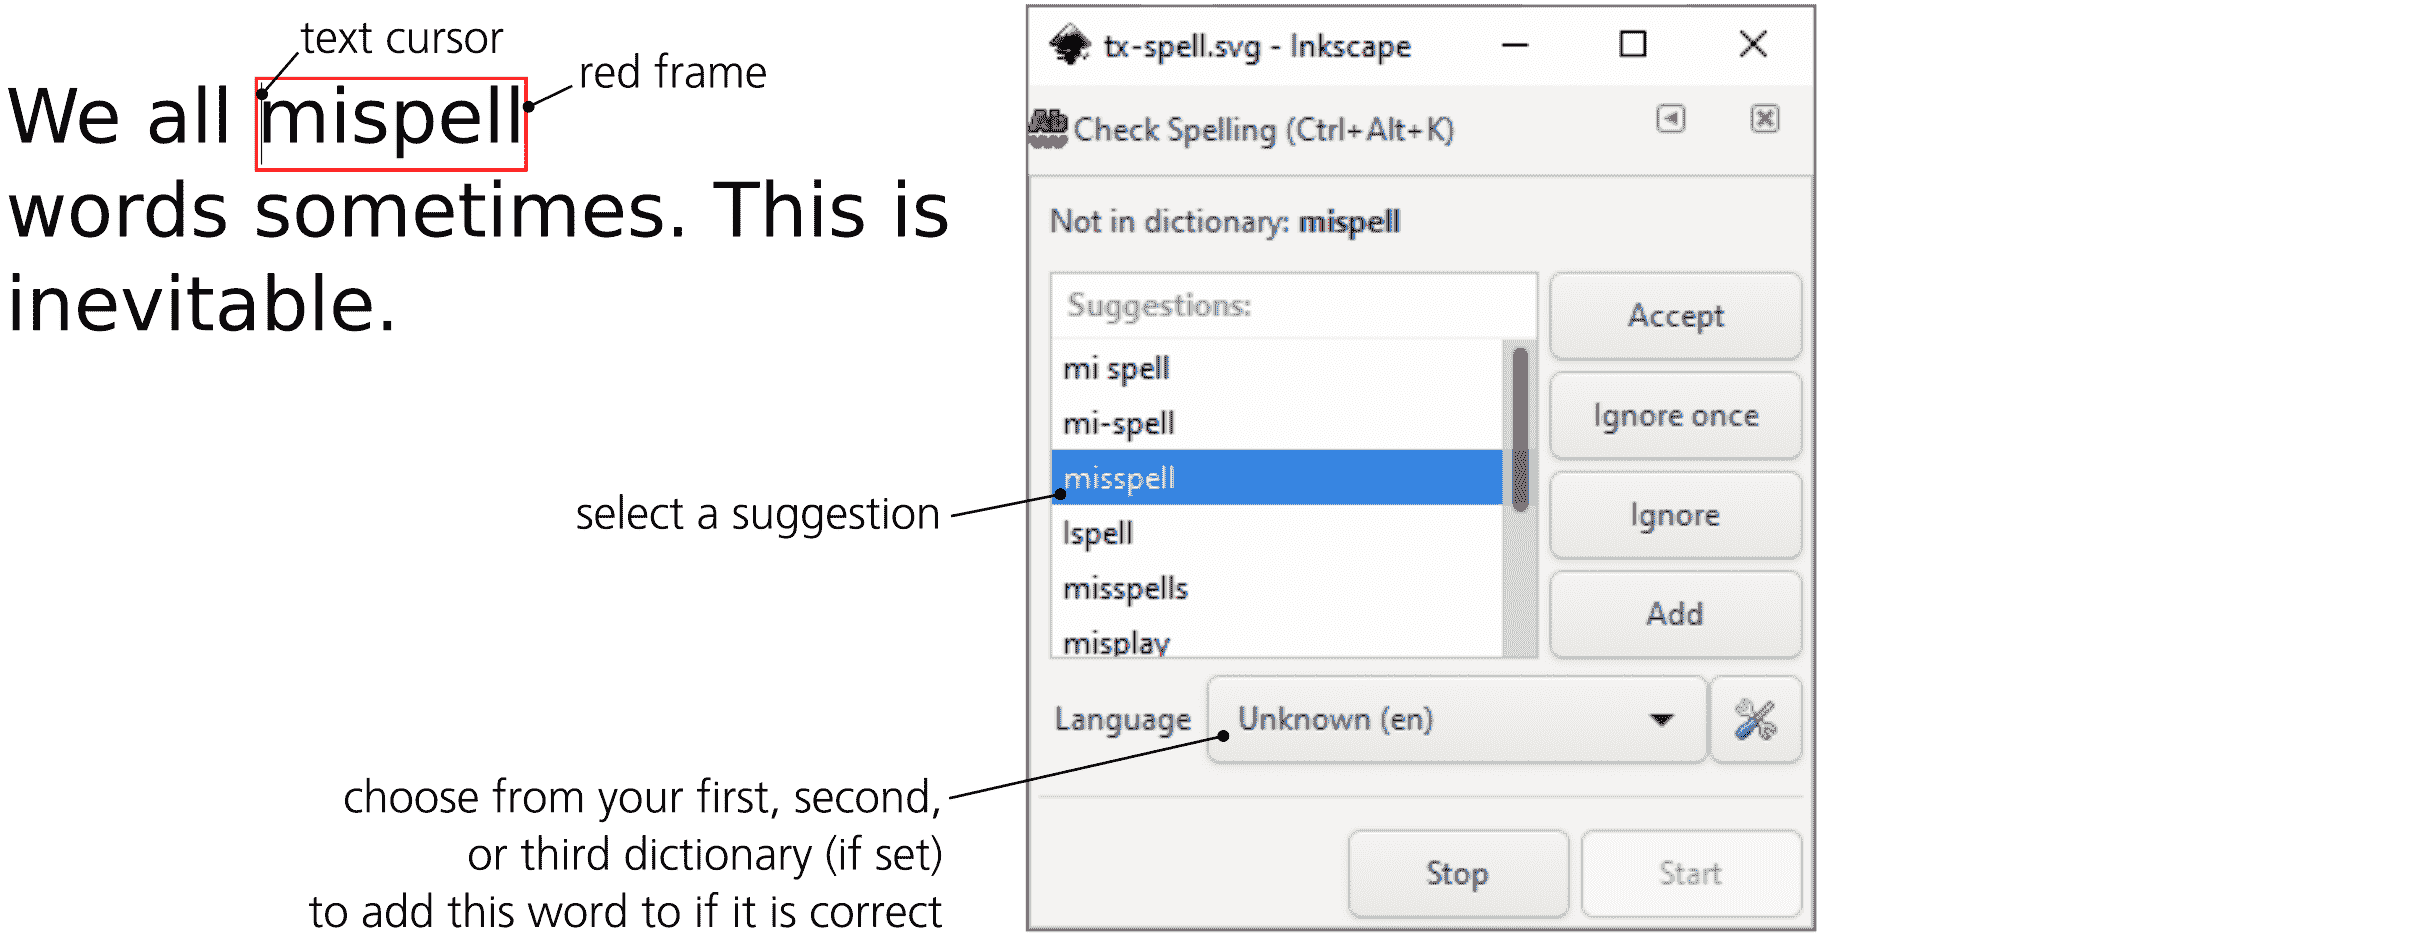 text cursor
red frame
We all mispell
words sometimes. This is
inevitable.
select a suggestion
choose from your first, second,
or third dictionary (if set)
to add this word to if it is correct
tx-spell.svg - Inkscape
Ab
Check Spelling (Ctrl+Alt+K)
Not in dictionary: mispell
Suggestions:
mi spell
mi-spell
misspell
lspell
misspells
misplay
Accept
Ignore once
Ignore
Add
Language Unknown (en)
Stop Start